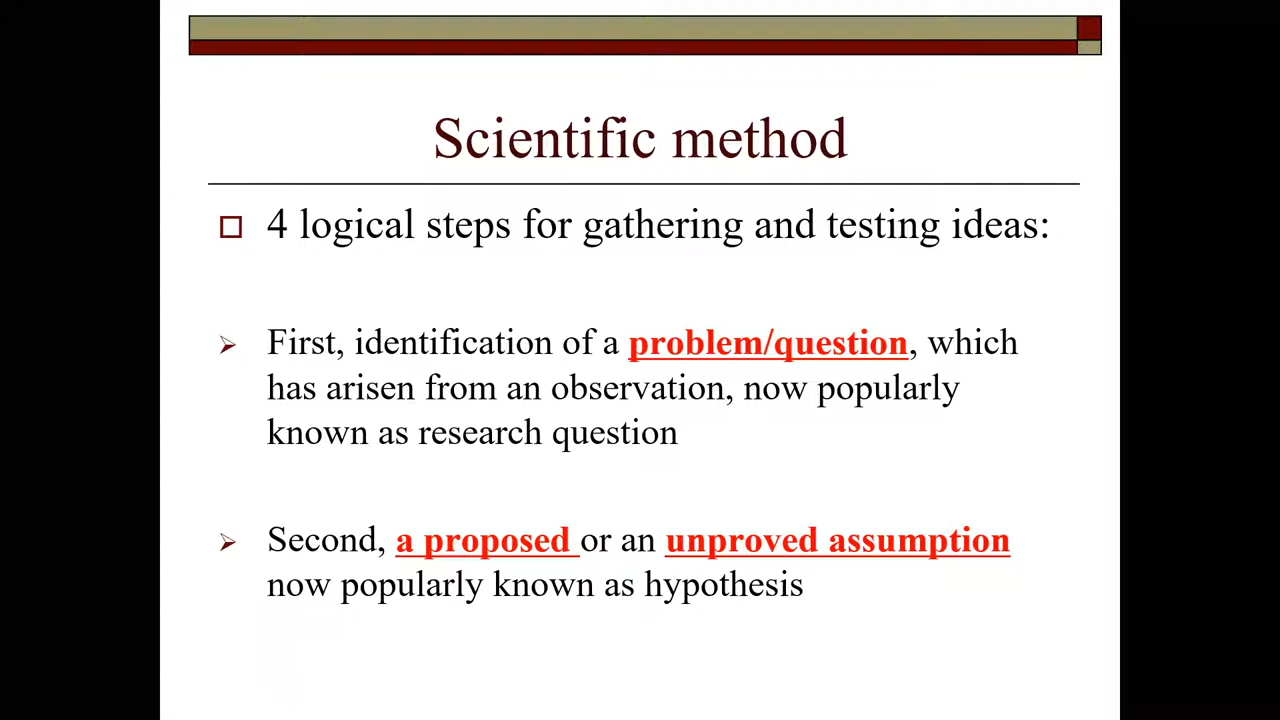 Scientific method
4 logical steps for gathering and testing ideas:
First, identification of a problem/question, which
has arisen from an observation, now popularly
known as research question
Second, a proposed or an unproved assumption
now popularly known as hypothesis